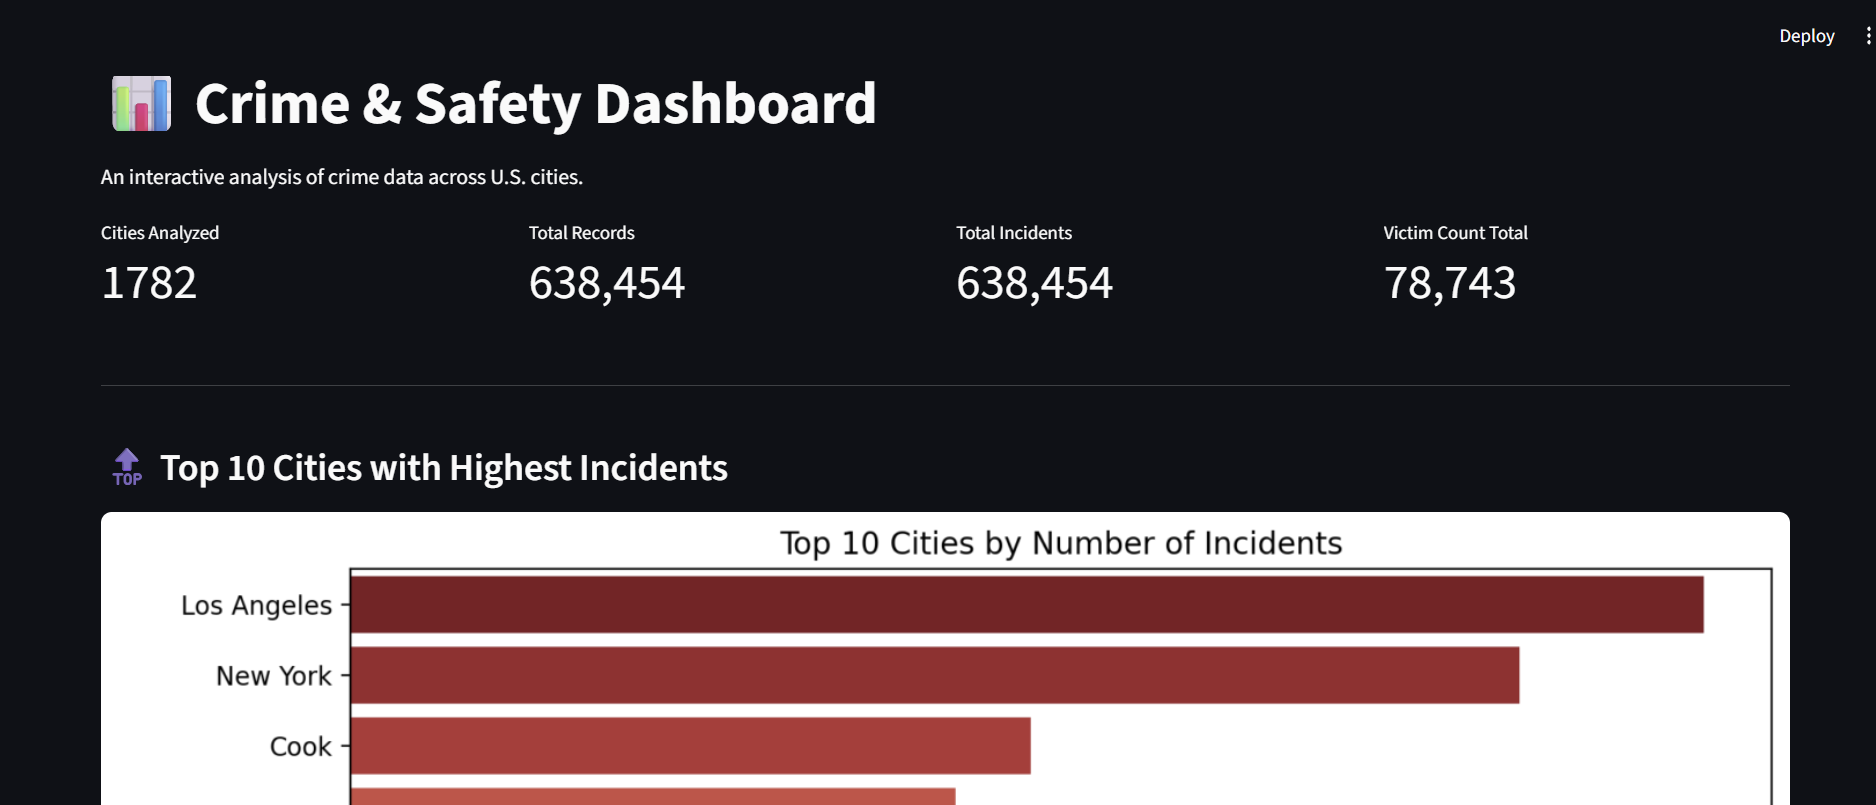 Deploy
Crime & Safety Dashboard
An interactive analysis of crime data across U.S. cities.
Cities Analyzed
1782
Total Records
638,454
Total Incidents
638,454
Victim Count Total
78,743
TOP
Top 10 Cities with Highest Incidents
Top 10 Cities by Number of Incidents
Los Angeles
New York
Cook